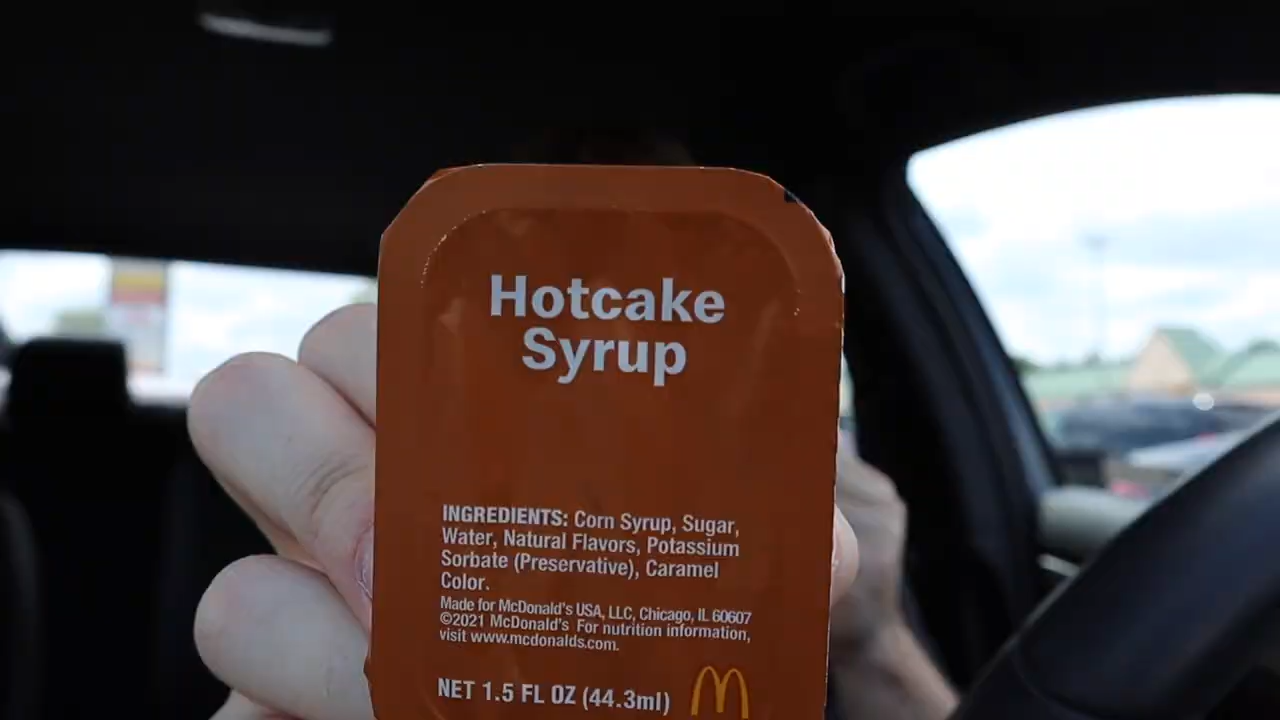 Hotcake
Syrup
INGREDIENTS: Corn Syrup, Sugar,
Water, Natural Flavors, Potassium
Sorbate (Preservative), Caramel
Color.
Made for McDonald's USA, LLC, Chicago, IL 60607
©2021 McDonald's For nutrition information,
visit www.mcdonalds.com.
NET 1.5 FL OZ (44.3ml)